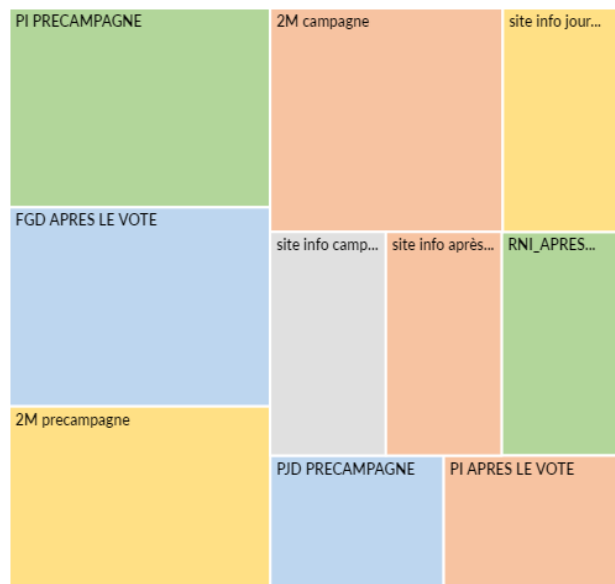 PI PRECAMPAGNE
2M campagne
site info jour...
FGD APRES LE VOTE
site info camp...
site info après...
RNI_APRES...
2M precampagne
PJD PRECAMPAGNE
PI APRES LE VOTE